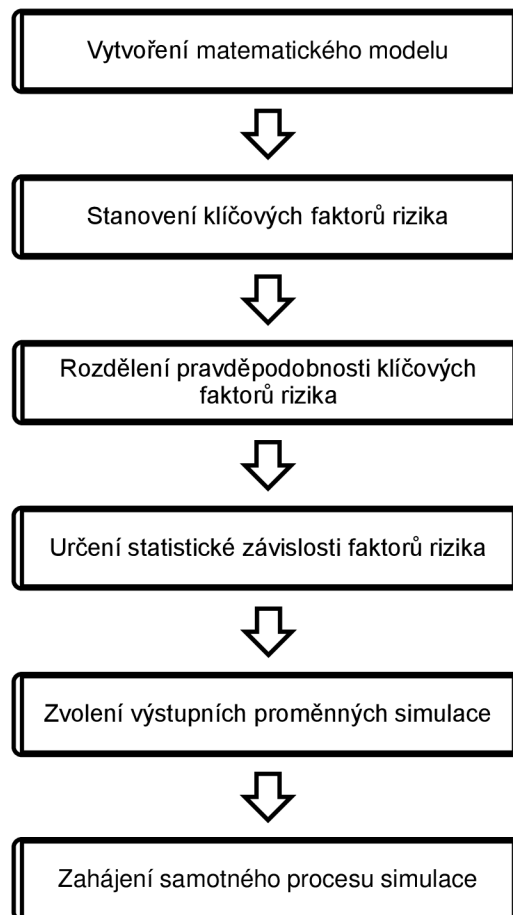 Vytvoření matematického modelu
Stanovení klíčových faktorů rizika
Rozdělení pravděpodobnosti klíčových
faktorů rizika
Určení statistické závislosti faktorů rizika
Zvolení výstupních proměnných simulace
Zahájení samotného procesu simulace